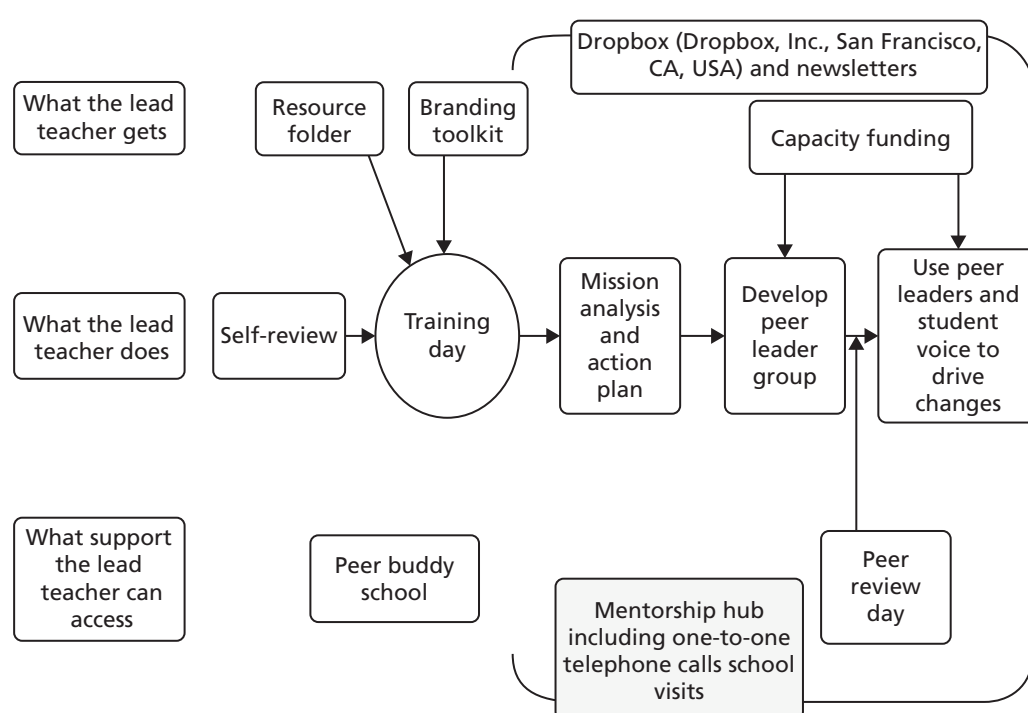 Dropbox (Dropbox, Inc., San Francisco,
CA, USA) and newsletters
What the lead
teacher gets
Resource
folder
Branding
toolkit
Capacity funding
What the lead
teacher does
Self-review
Training
day
Mission
analysis
and
action
plan
Develop
peer
leader
group
Use peer
leaders and
student
voice to
drive
changes
What support
the lead
teacher can
access
Peer buddy
school
Mentorship hub
including one-to-one
telephone calls school
visits
Peer
review
day